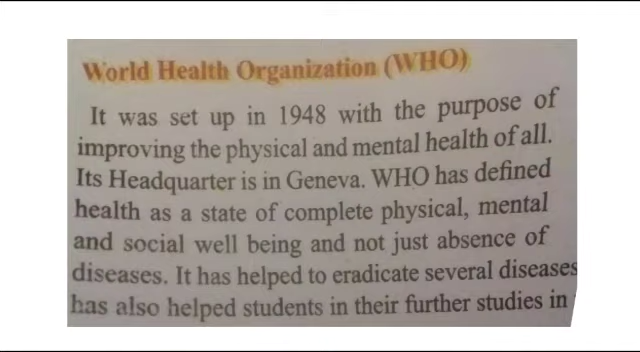 World Health Organization (WHO)
It was set up in 1948 with the purpose of
improving the physical and mental health of all.
Its Headquarter is in Geneva. WHO has defined
health as a state of complete physical, mental
and social well being and not just absence of
diseases. It has helped to eradicate several diseases
has also helped students in their further studies in